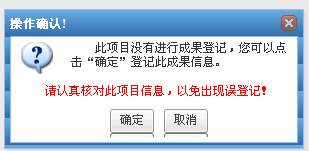 操作确认!
此项目没有进行成果登记，您可以点
击“确定”登记此成果信息。
请认真核对此项目信息，以免出现误登记!
确定 取消